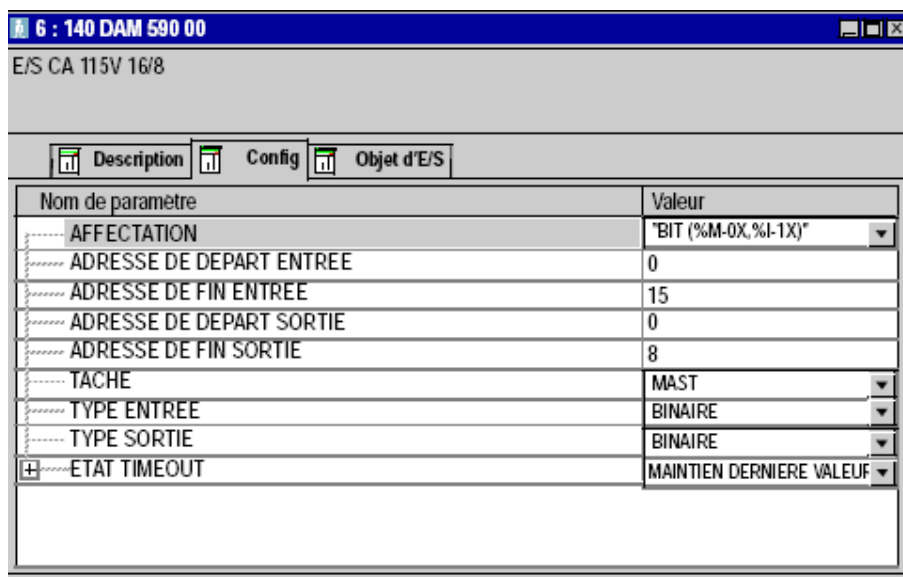 6 : 140 DAM 590 00
E/S CA 115V 16/8
Description Config Objet d'E/S
Nom de paramètre Valeur
AFFECTATION "BIT (%M-0X,%I-1X)"
ADRESSE DE DEPART ENTREE 0
ADRESSE DE FIN ENTREE 15
ADRESSE DE DEPART SORTIE 0
ADRESSE DE FIN SORTIE 8
TACHE MAST
TYPE ENTREE BINAIRE
TYPE SORTIE BINAIRE
ETAT TIMEOUT MAINTIEN DERNIERE VALEUR